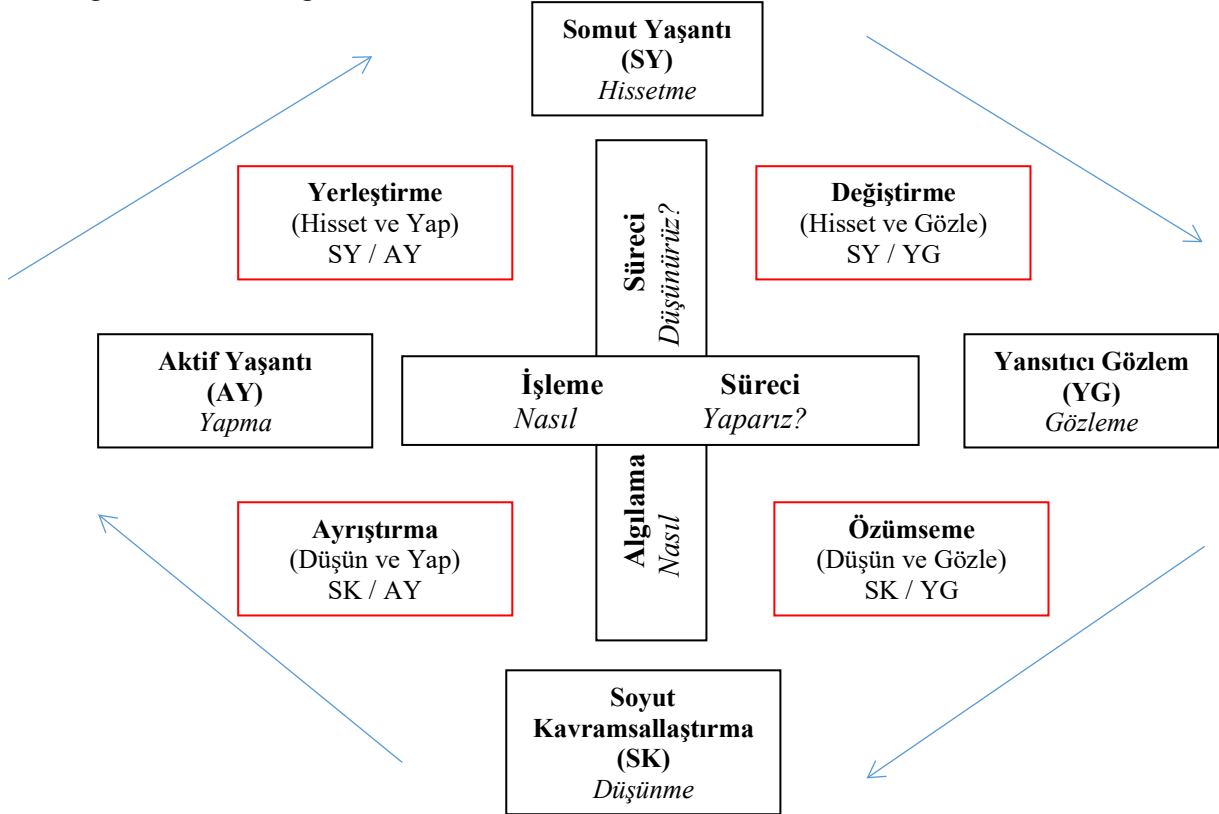 Somut Yaşantı
(SY)
Hissetme
Yerleştirme
(Hisset ve Yap)
SY / AY
Değiştirme
(Hisset ve Gözle)
SY / YG
Süreci
Düşünürüz?
Aktif Yaşantı
(AY)
Yapma
İşleme Süreci
Nasıl Yaparız?
Yansıtıcı Gözlem
(YG)
Gözleme
Algılama
Nasıl
Ayrıştırma
(Düşün ve Yap)
SK / AY
Özümseme
(Düşün ve Gözle)
SK / YG
Soyut
Kavramsallaştırma
(SK)
Düşünme